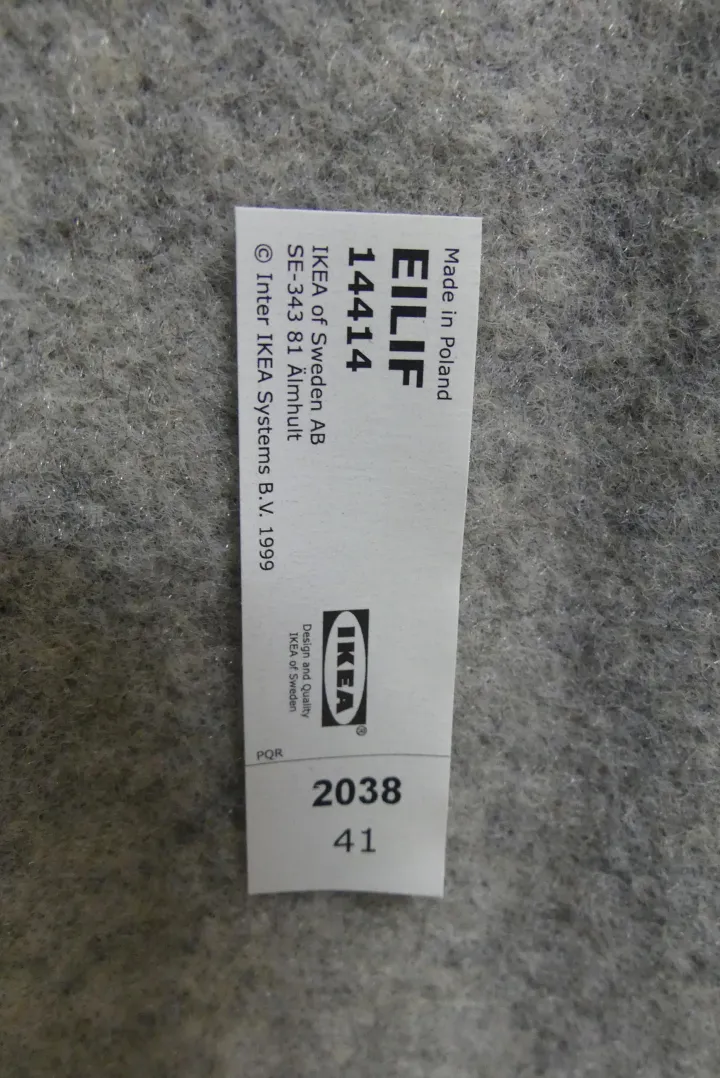 Made in Poland
EILIF
14414
IKEA of Sweden AB
SE-343 81 Älmhult
© Inter IKEA Systems B.V. 1999
IKEA®
Design and Quality
IKEA of Sweden
PQR
2038
41